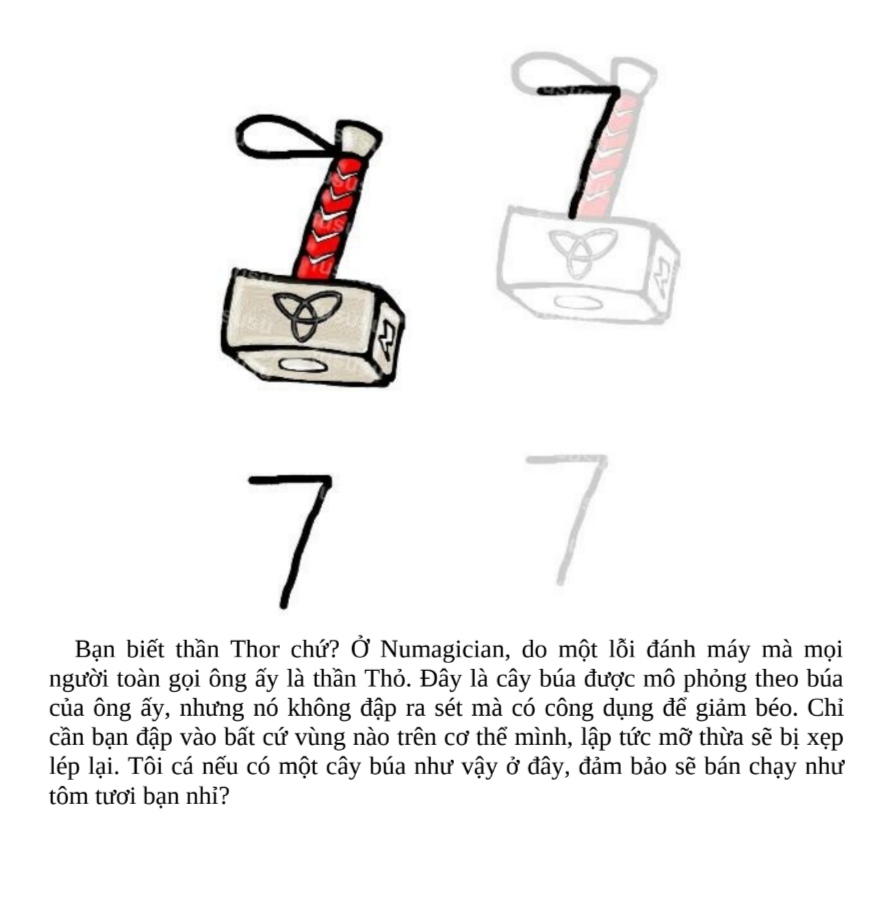 7
7
7
Bạn biết thần Thor chứ? Ở Numagician, do một lỗi đánh máy mà mọi
người toàn gọi ông ấy là thần Thỏ. Đây là cây búa được mô phỏng theo búa
của ông ấy, nhưng nó không đập ra sét mà có công dụng để giảm béo. Chỉ
cần bạn đập vào bất cứ vùng nào trên cơ thể mình, lập tức mỡ thừa sẽ bị xẹp
lép lại. Tôi cá nếu có một cây búa như vậy ở đây, đảm bảo sẽ bán chạy như
tôm tươi bạn nhỉ?